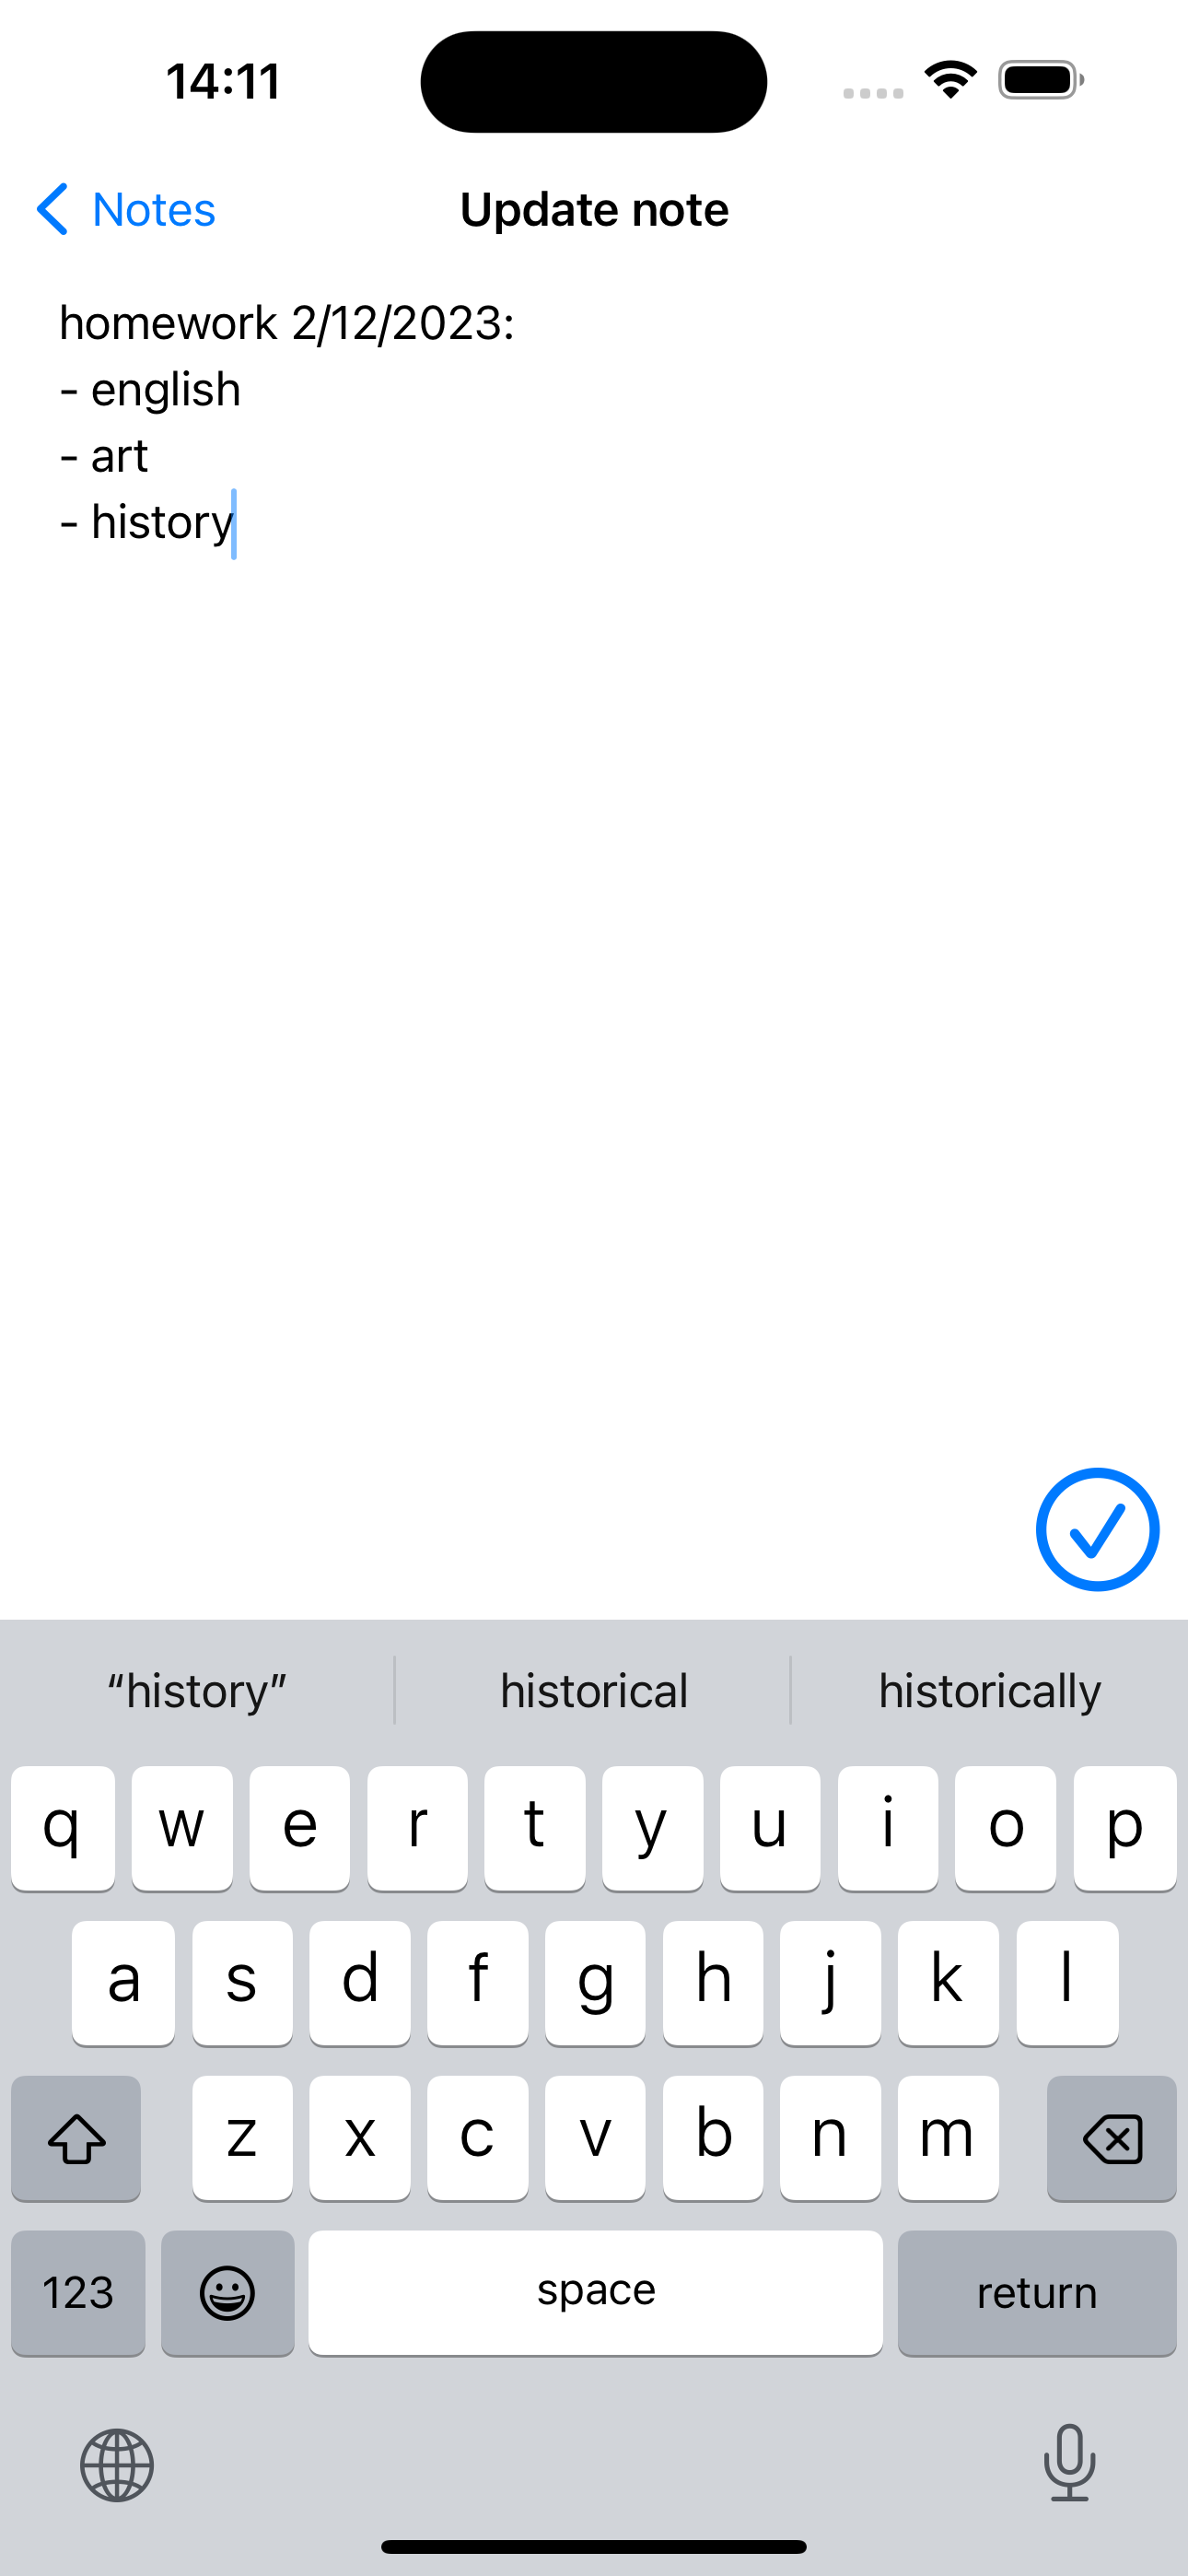 14:11
Notes Update note
homework 2/12/2023:
- english
- art
- history
“history” historical historically
q w e r t y u i o p
a s d f g h j k l
z x c v b n m
123 space return